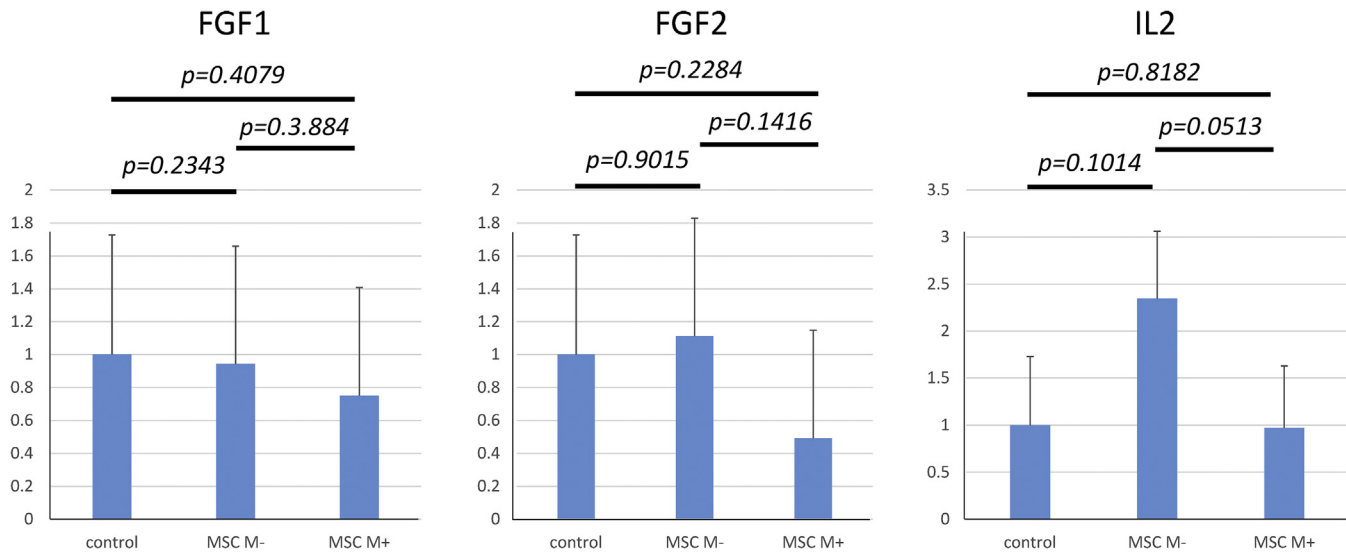 FGF1
p=0.4079
p=0.3.884
p=0.2343
2
1.8
1.6
1.4
1.2
1
0.8
0.6
0.4
0.2
0
control MSC M- MSC M+
FGF2
p=0.2284
p=0.1416
p=0.9015
2
1.8
1.6
1.4
1.2
1
0.8
0.6
0.4
0.2
0
control MSC M- MSC M+
IL2
p=0.8182
p=0.0513
p=0.1014
3.5
3
2.5
2
1.5
1
0.5
0
control MSC M- MSC M+